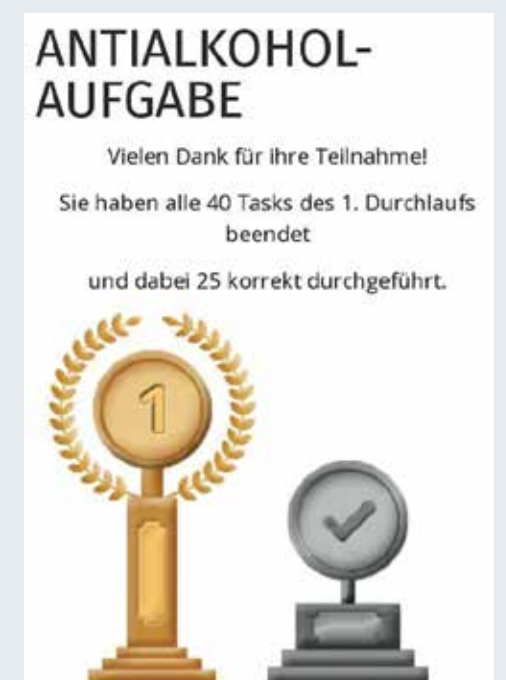 ANTIALKOHOL-
AUFGABE
Vielen Dank für ihre Teilnahme!
Sie haben alle 40 Tasks des 1. Durchlaufs
beendet
und dabei 25 korrekt durchgeführt.
1